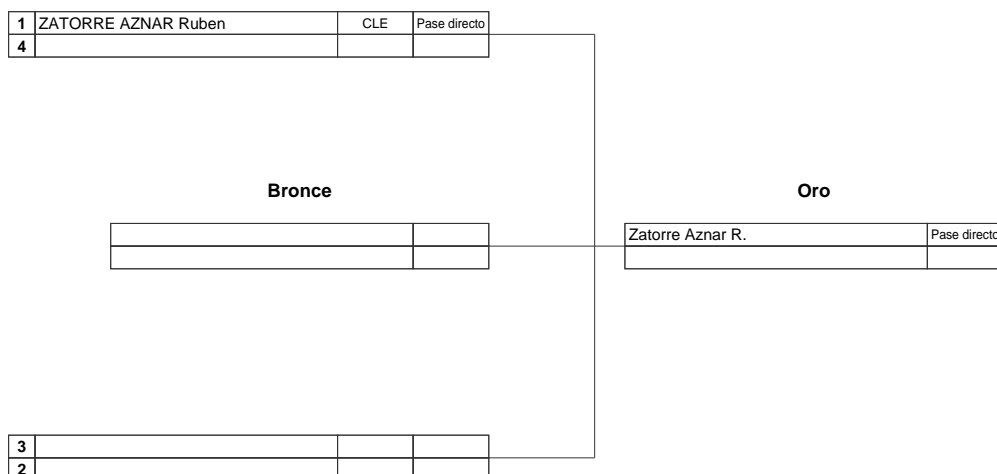 1 ZATORRE AZNAR Ruben CLE Pase directo
4
Bronce
Oro
Zatorre Aznar R. Pase directo
3
2